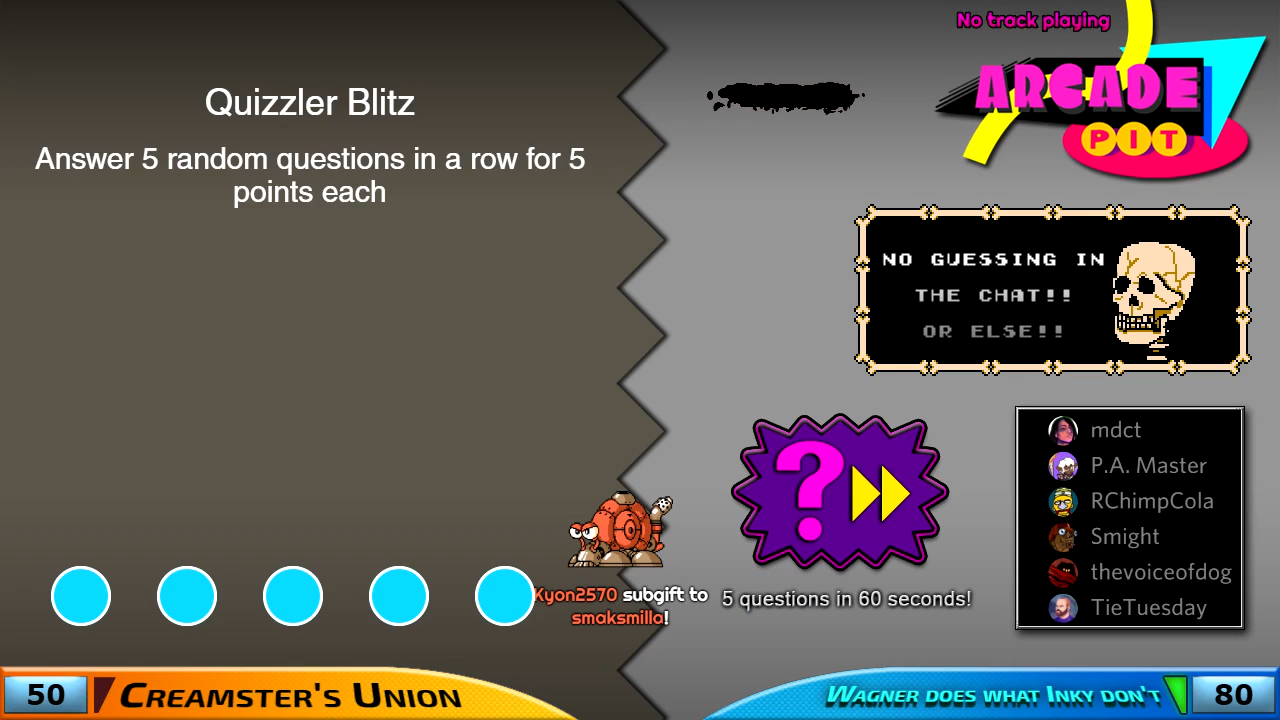 No track playing
ARCADE
PIT
Quizzler Blitz
Answer 5 random questions in a row for 5
points each
NO GUESSING IN
THE CHAT!!
OR ELSE!!
mdct
P.A. Master
RChimpCola
Smight
thevoiceofdog
TieTuesday
?
5 questions in 60 seconds!
Kyon2570 subgift to
smaksmilla!
50
CREAMSTER'S UNION
WAGNER DOES WHAT INKY DON'T
80